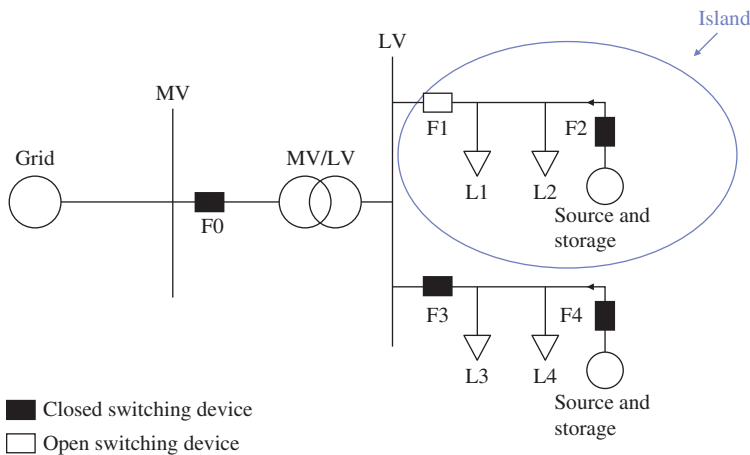 Island
LV
MV
F1
F2
Grid
MV/LV
L1
L2
Source and
storage
F0
F3
F4
L3
L4
Source and
storage
Closed switching device
Open switching device